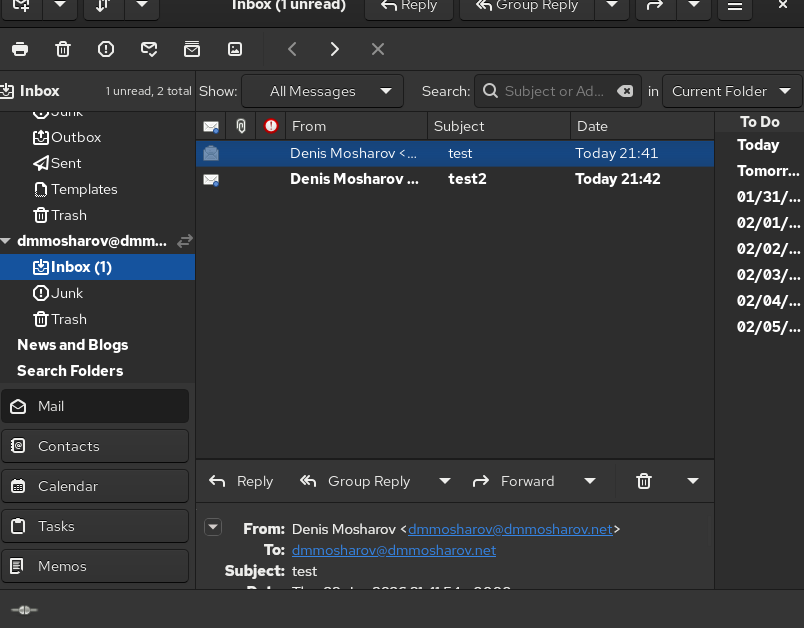 Inbox (1 unread)
Reply
Group Reply
Inbox
1 unread, 2 total
Show:
All Messages
Search:
Subject or Ad...
in
Current Folder
Junk
Outbox
Sent
Templates
Trash
dmmosharov@dmm...
Inbox (1)
Junk
Trash
News and Blogs
Search Folders
Mail
Contacts
Calendar
Tasks
Memos
From Subject Date
Denis Mosharov <... test Today 21:41
Denis Mosharov ... test2 Today 21:42
To Do
Today
Tomorr...
01/31/...
02/01/...
02/02/...
02/03/...
02/04/...
02/05/...
Reply
Group Reply
Forward
From: Denis Mosharov <dmmosharov@dmmosharov.net>
To: dmmosharov@dmmosharov.net
Subject: test